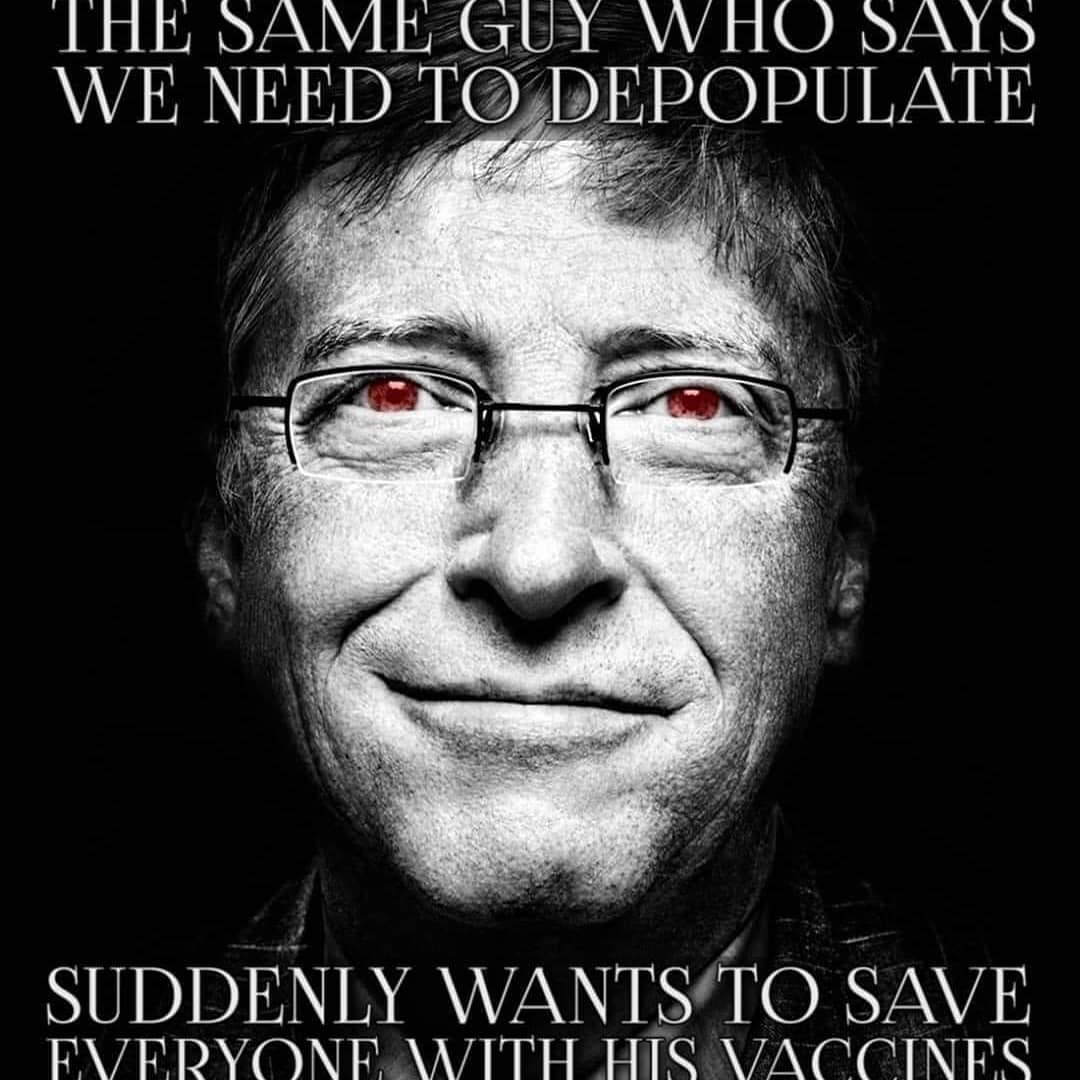 THE SAME GUY WHO SAYS
WE NEED TO DEPOPULATE
SUDDENLY WANTS TO SAVE
EVERYONE WITH HIS VACCINES